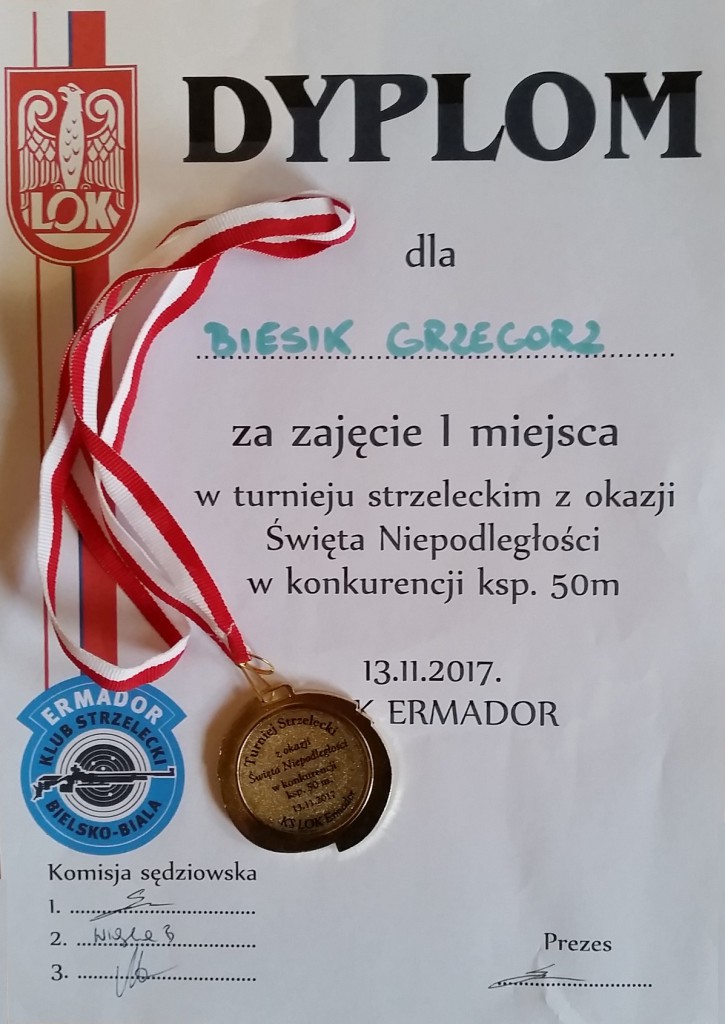 DYPLOM
LOK
dla
BIESIK GRZEGORZ
za zajęcie I miejsca
w turnieju strzeleckim z okazji
Święta Niepodległości
w konkurencji ksp. 50m
13.11.2017.
K ERMADOR
ERMADOR
KLUB STRZELECKI
BIELSKO-BIAŁA
Turniej Strzelecki
z okazji
Święta Niepodległości
w konkurencji
ksp. 50 m.
13.11.2017
KS LOK Ermador
Komisja sędziowska
1.
2.
3.
Prezes